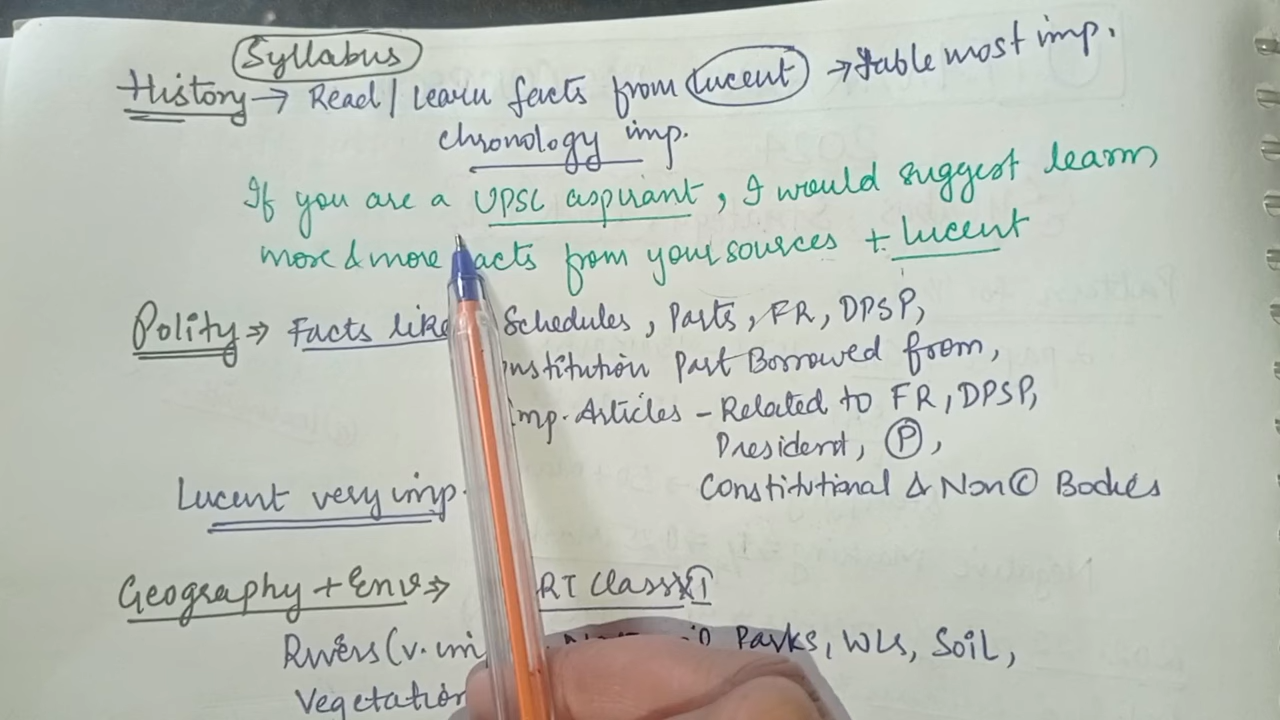 Syllabus
History → Read / Learn facts from Lucent → table most imp.
chronology imp.
If you are a UPSC aspirant, I would suggest learn
more & more acts from your sources + Lucent
Polity ⇒ Facts like Schedules, Parts, FR, DPSP,
nstitution Part Borrowed from,
Imp. Articles - Related to FR, DPSP,
President, Ⓟ,
Lucent very imp.
Constitutional & Non Ⓒ Bodies
Geography + Env ⇒ RT Class XI
Rivers (v. im Parks, WLS, Soil,
Vegetation